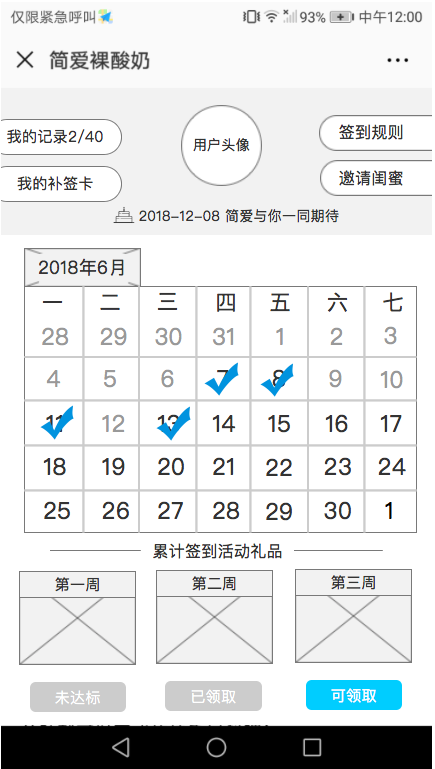 仅限紧急呼叫 93% 中午12:00
简爱裸酸奶
我的记录2/40 用户头像 签到规则
我的补签卡 邀请闺蜜
2018-12-08 简爱与你一同期待
2018年6月
一 二 三 四 五 六 七
28 29 30 31 1 2 3
4 5 6 7 8 9 10
11 12 13 14 15 16 17
18 19 20 21 22 23 24
25 26 27 28 29 30 1
累计签到活动礼品
第一周 第二周 第三周
未达标 已领取 可领取